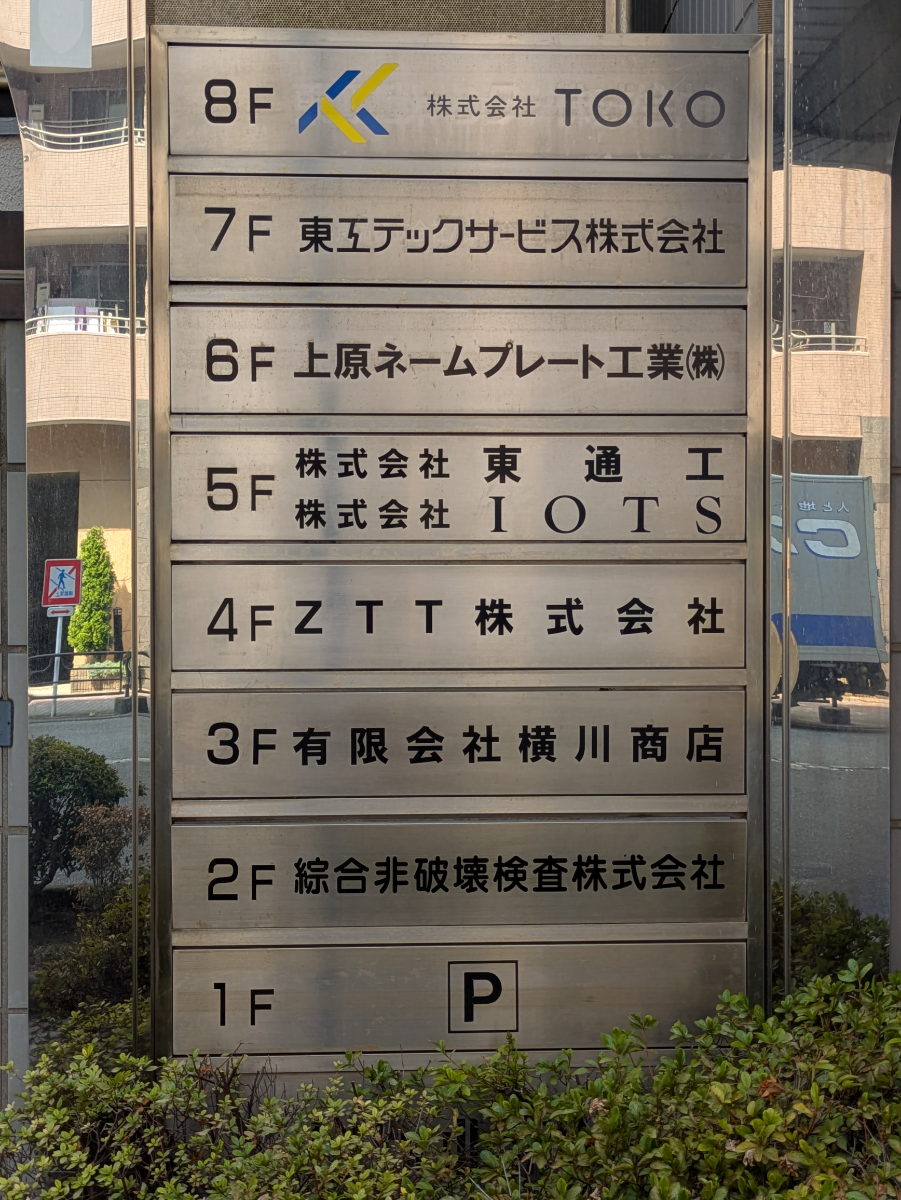 8F 株式会社 TOKO
7F 東工テックサービス株式会社
6F 上原ネームプレート工業㈱
5F 株式会社 東通工
株式会社 IOTS
4F ZTT株式会社
3F 有限会社横川商店
2F 綜合非破壊検査株式会社
1F P